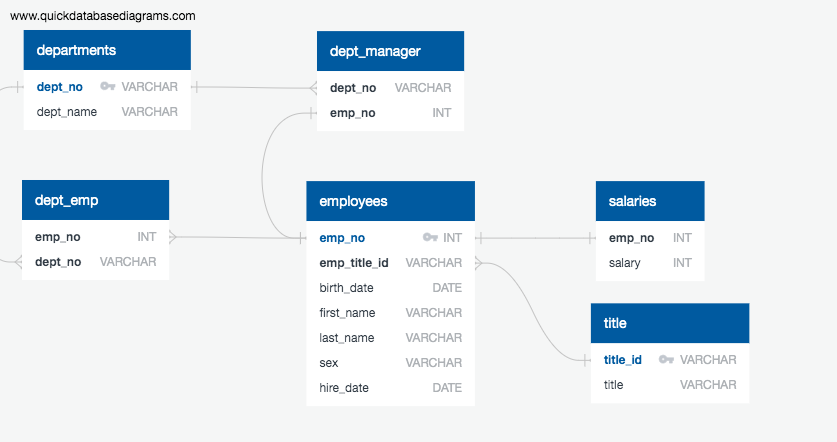 www.quickdatabasediagrams.com
departments
dept_no VARCHAR
dept_name VARCHAR
dept_manager
dept_no VARCHAR
emp_no INT
dept_emp
emp_no INT
dept_no VARCHAR
employees
emp_no INT
emp_title_id VARCHAR
birth_date DATE
first_name VARCHAR
last_name VARCHAR
sex VARCHAR
hire_date DATE
salaries
emp_no INT
salary INT
title
title_id VARCHAR
title VARCHAR